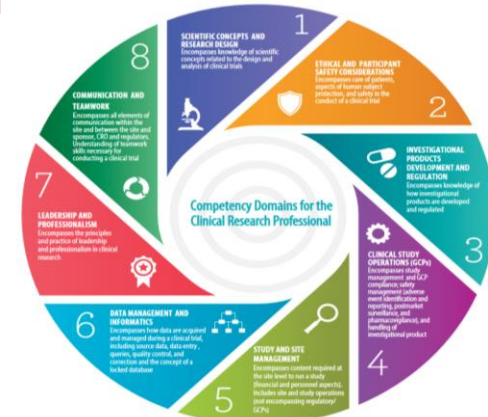 Competency Domains for the
Clinical Research Professional
1
SCIENTIFIC CONCEPTS AND
RESEARCH DESIGN
Encompasses knowledge of scientific
concepts related to the design and
analysis of clinical trials
2
ETHICAL AND PARTICIPANT
SAFETY CONSIDERATIONS
Encompasses care of patients,
aspects of human subject
protection, and safety in the
conduct of a clinical trial
3
INVESTIGATIONAL
PRODUCTS
DEVELOPMENT AND
REGULATION
Encompasses knowledge of
how investigational
products are developed
and regulated
4
CLINICAL STUDY
OPERATIONS (GCPs)
Encompasses study
management and GCP
compliance; safety
management (adverse
event identification and
reporting, postmarket
surveillance, and
pharmacovigilance), and
handling of
investigational product
5
STUDY AND SITE
MANAGEMENT
Encompasses content required at
the site level to run a study
(financial and personnel aspects).
Includes site and study operations
(not encompassing regulatory/
GCPs)
6
DATA MANAGEMENT AND
INFORMATICS
Encompasses how data are acquired
and managed during a clinical trial,
including source data, data entry,
queries, quality control, and
correction and the concept of a
locked database
7
LEADERSHIP AND
PROFESSIONALISM
Encompasses the principles
and practice of leadership
and professionalism in clinical
research
8
COMMUNICATION AND
TEAMWORK
Encompasses all elements of
communication within the
site and between the site and
sponsor, CRO and regulators.
Understanding of teamwork
skills necessary for
conducting a clinical trial